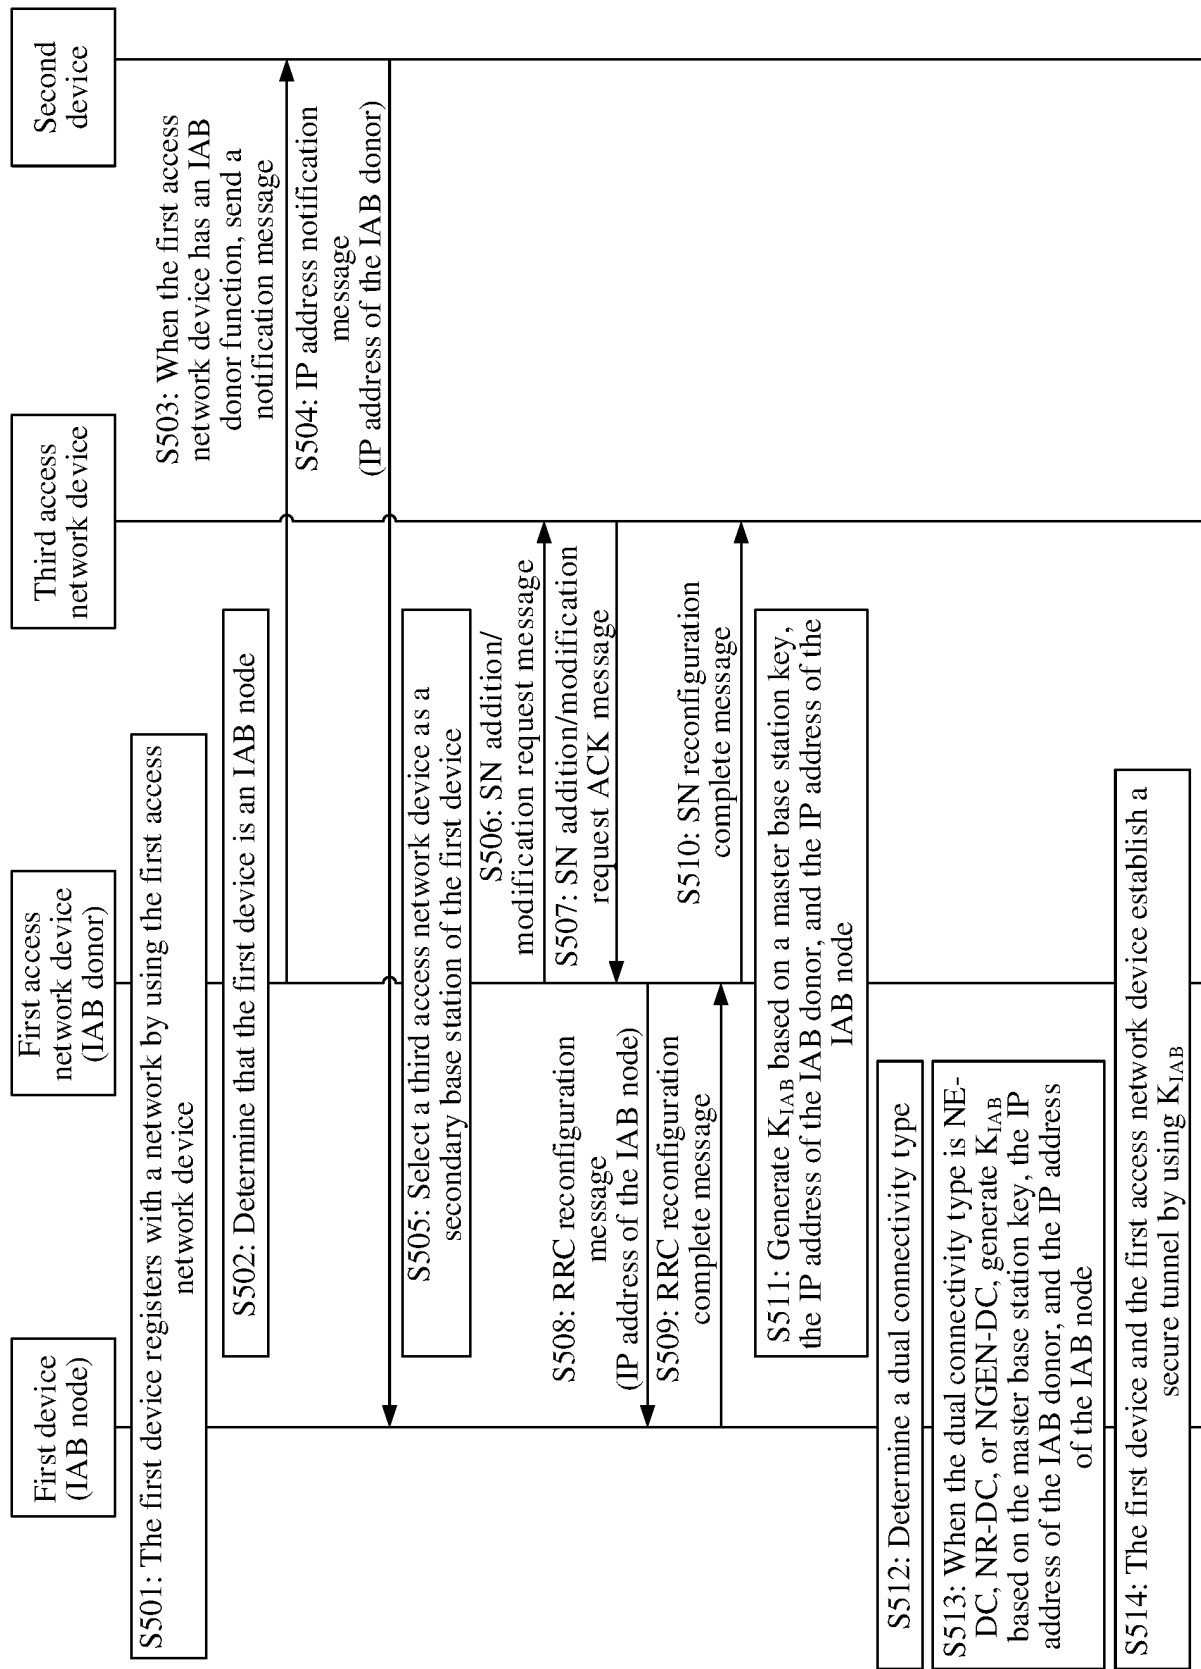 First device
(IAB node)
First access
network device
(IAB donor)
Third access
network device
Second
device
S501: The first device registers with a network by using the first access
network device
S502: Determine that the first device is an IAB node
S503: When the first access
network device has an IAB
donor function, send a
notification message
S504: IP address notification
message
(IP address of the IAB donor)
S505: Select a third access network device as a
secondary base station of the first device
S506: SN addition/
modification request message
S507: SN addition/modification
request ACK message
S508: RRC reconfiguration
message
(IP address of the IAB node)
S509: RRC reconfiguration
complete message
S510: SN reconfiguration
complete message
S511: Generate K_IAB based on a master base station key,
the IP address of the IAB donor, and the IP address of the
IAB node
S512: Determine a dual connectivity type
S513: When the dual connectivity type is NE-
DC, NR-DC, or NGEN-DC, generate K_IAB
based on the master base station key, the IP
address of the IAB donor, and the IP address
of the IAB node
S514: The first device and the first access network device establish a
secure tunnel by using K_IAB